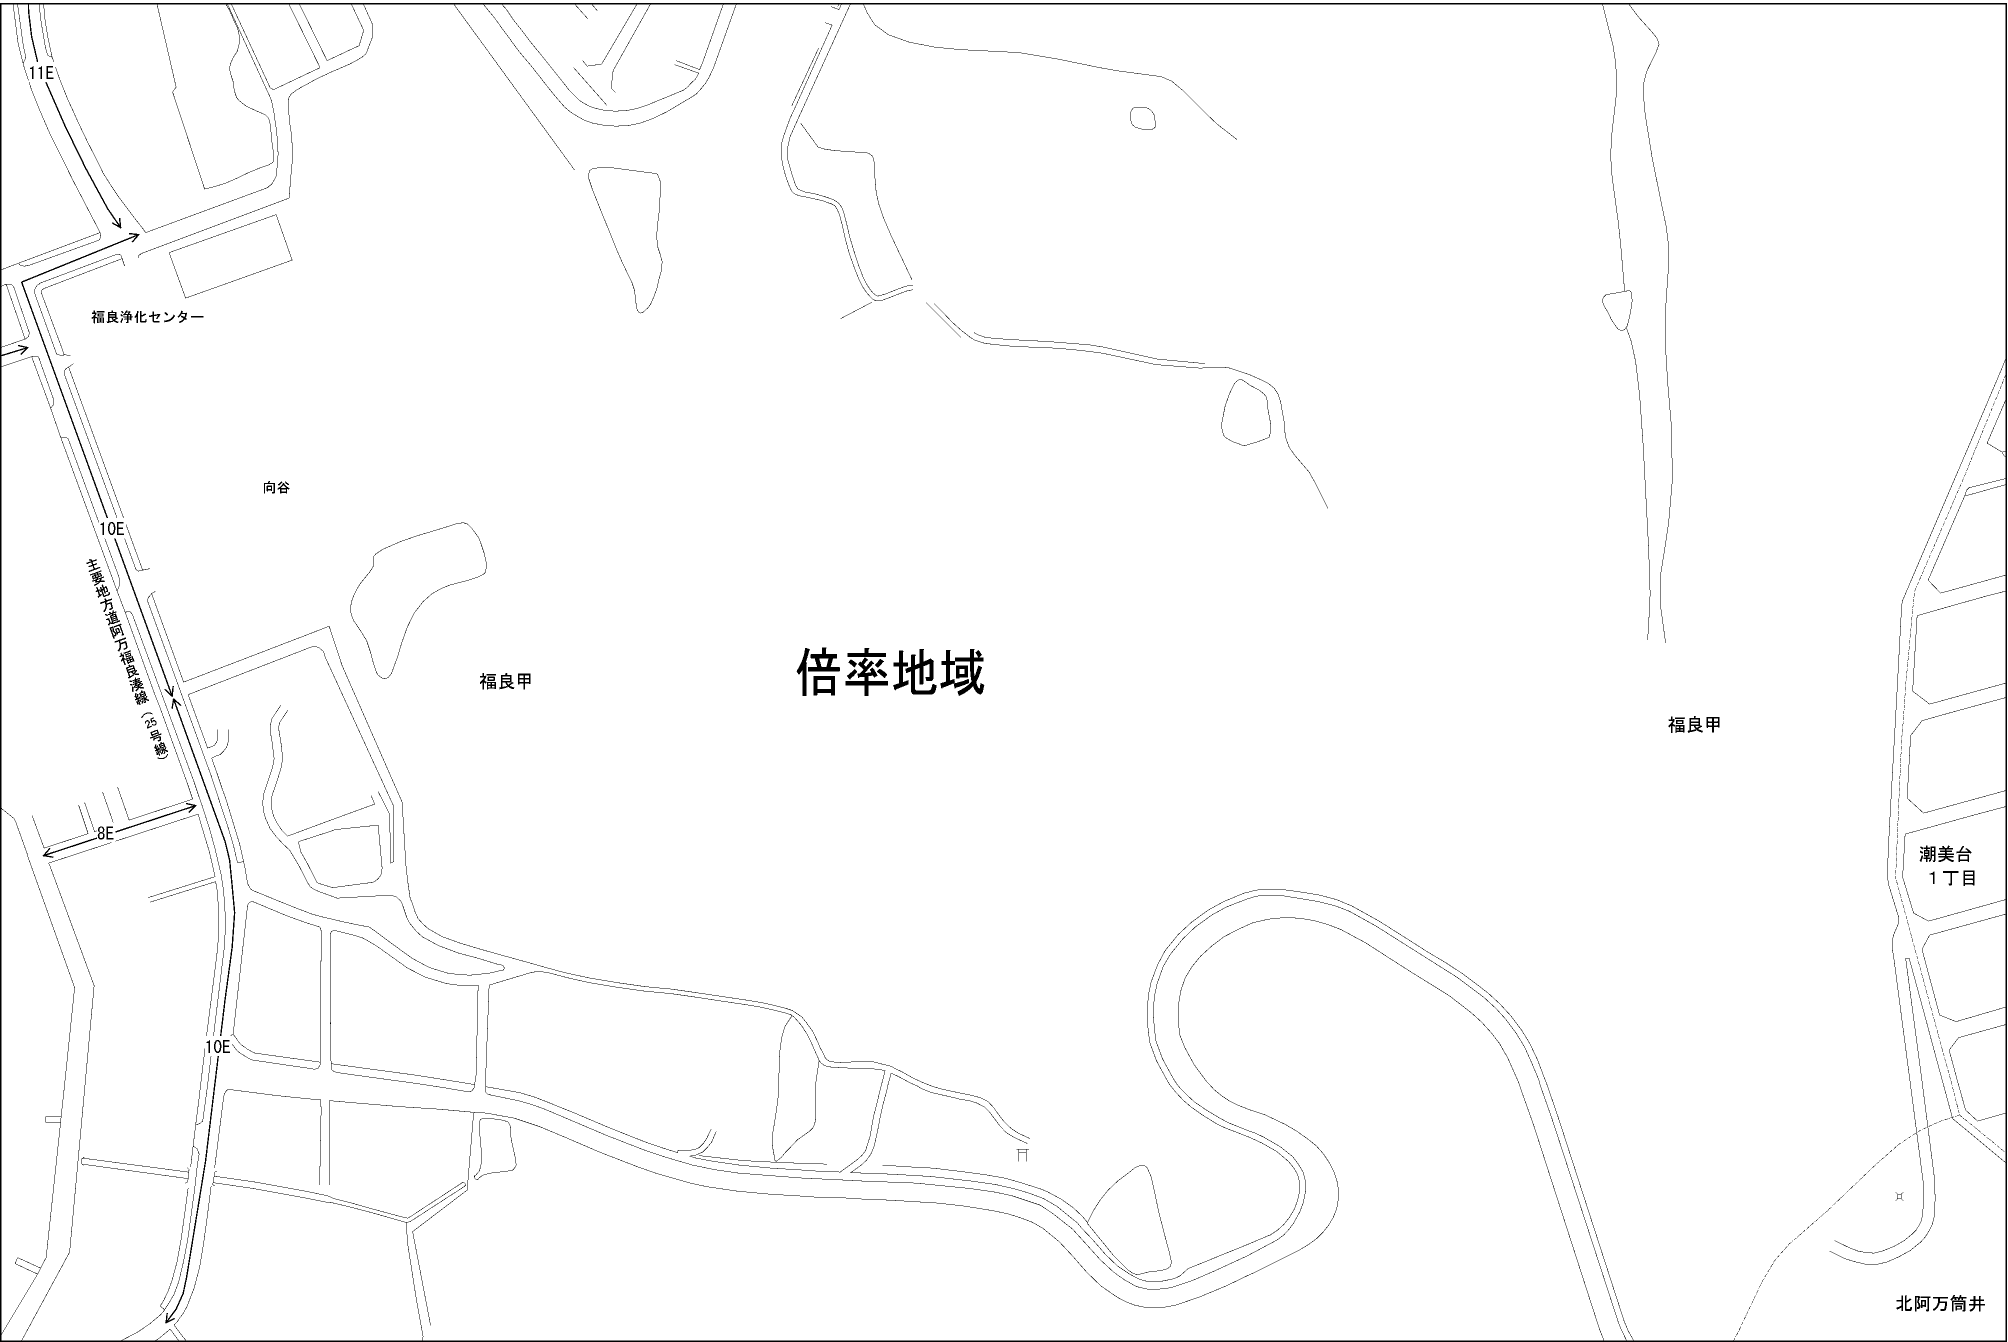 11E
福良浄化センター
向谷
10E
主要地方道阿万福良湊線（25号線）
福良甲
倍率地域
福良甲
8E
潮美台
１丁目
10E
北阿万筒井